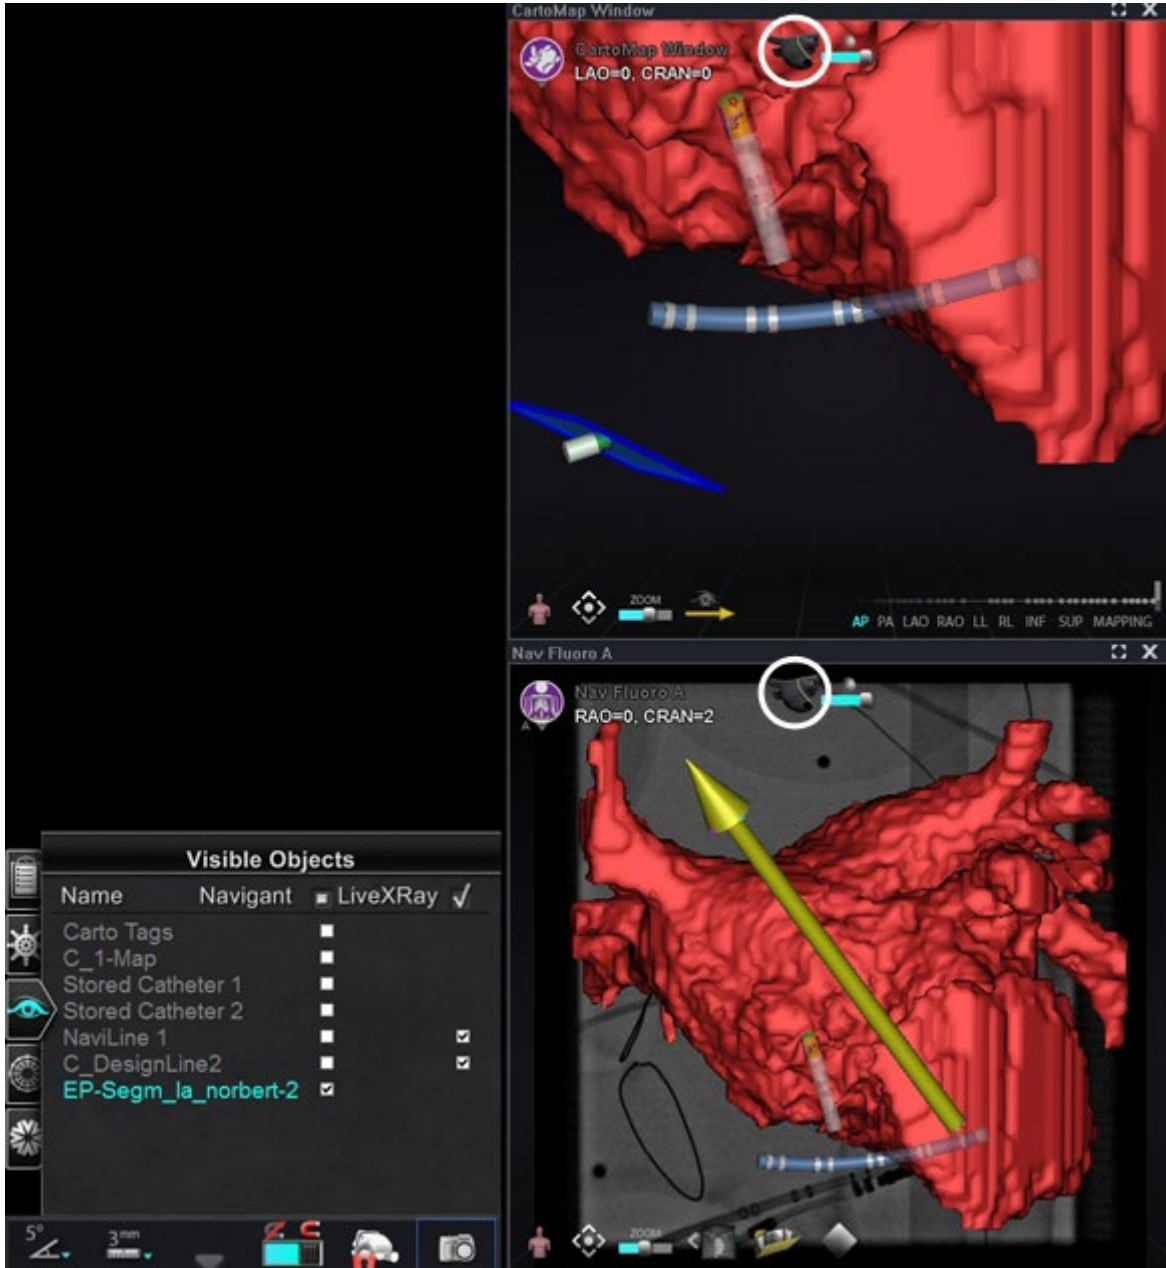 CartoMap Window
CartoMap Window
LAO=0, CRAN=0
ZOOM
AP PA LAO RAO LL RL INF SUP MAPPING
Nav Fluoro A
Nav Fluoro A
RAO=0, CRAN=2
A
ZOOM
Visible Objects
Name Navigant LiveXRay
Carto Tags
C_1-Map
Stored Catheter 1
Stored Catheter 2
NaviLine 1
C_DesignLine2
EP-Segm_la_norbert-2
5°
3mm